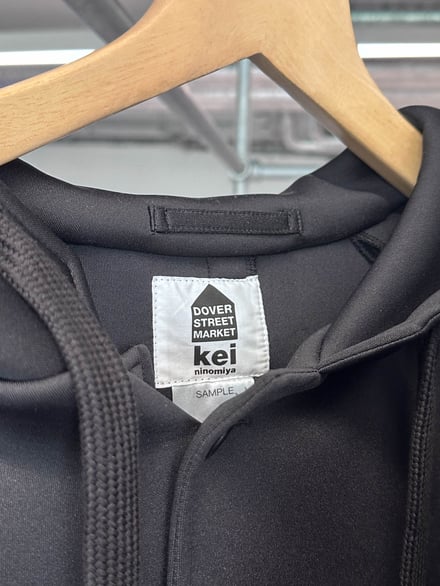 DOVER
STREET
MARKET
kei
ninomiya
SAMPLE